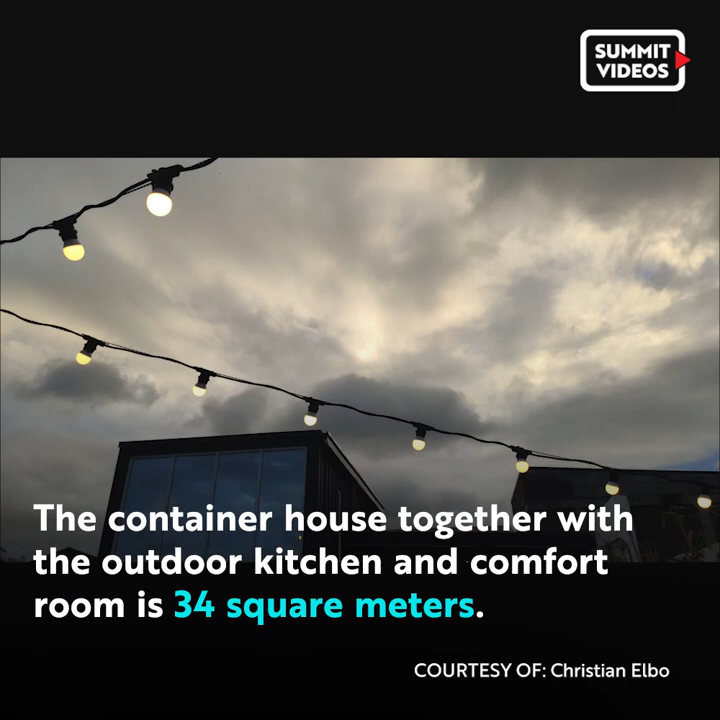 SUMMIT
VIDEOS
The container house together with
the outdoor kitchen and comfort
room is 34 square meters.
COURTESY OF: Christian Elbo